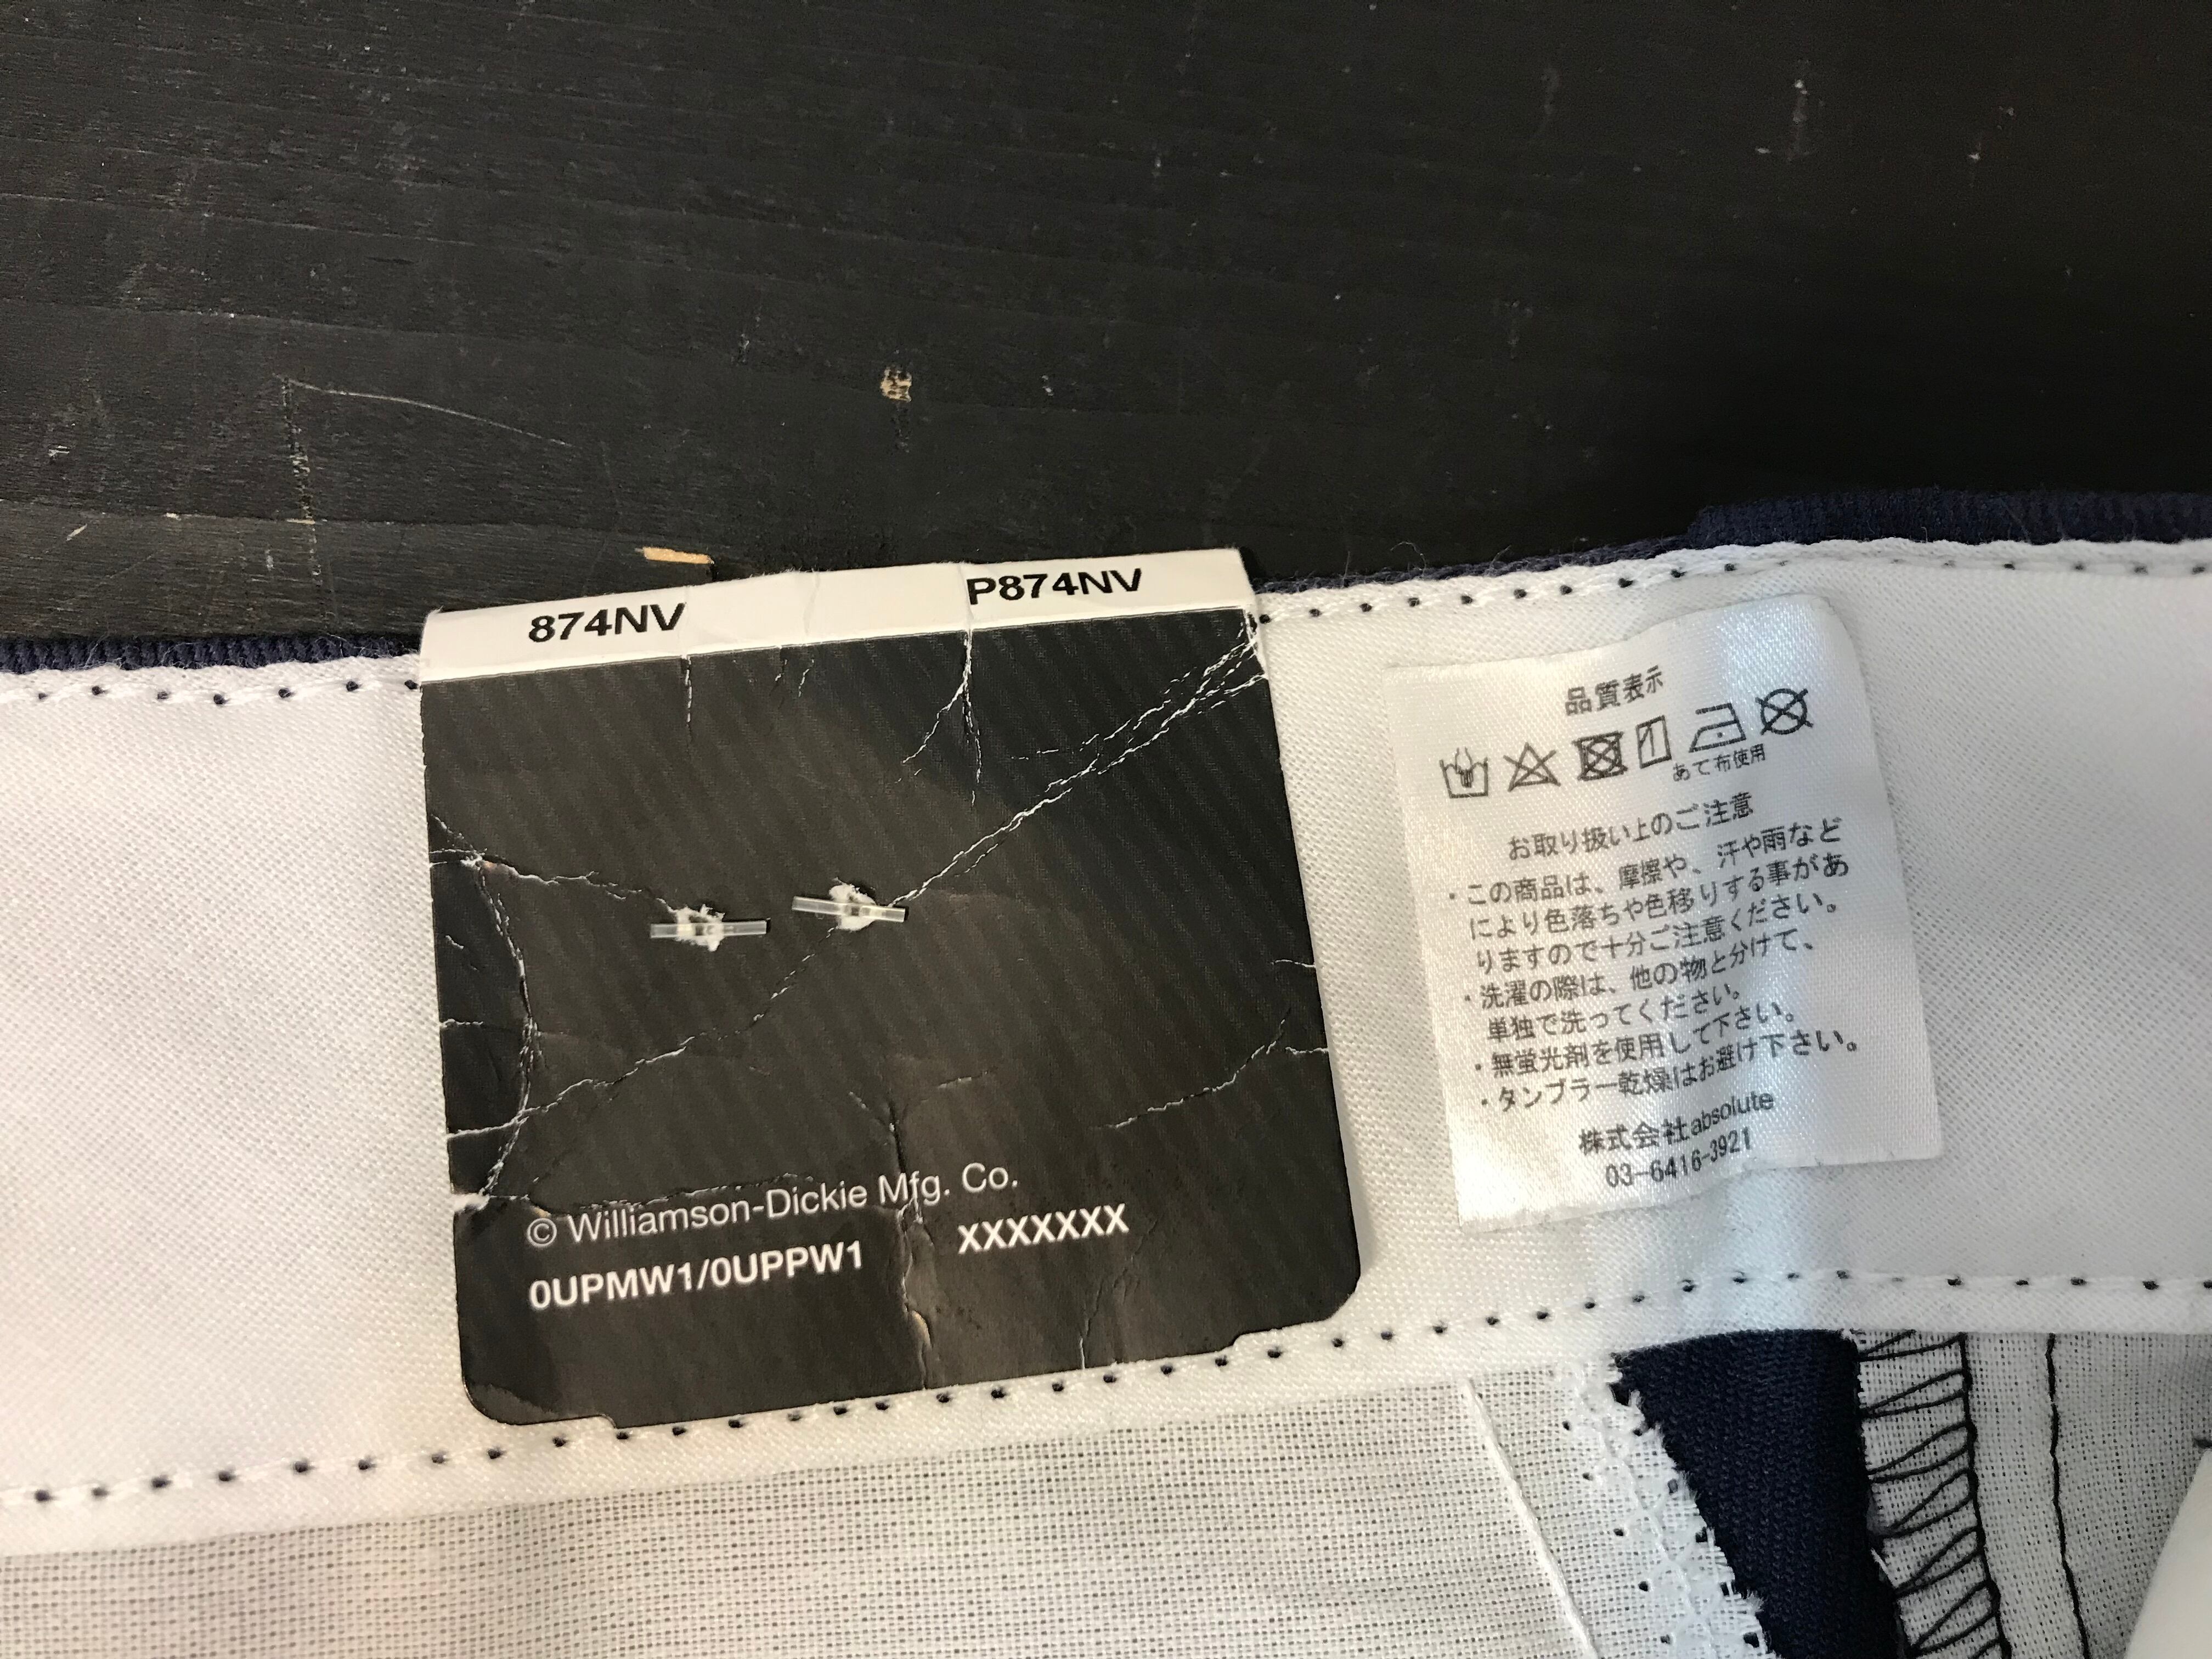 874NV
P874NV
© Williamson-Dickie Mfg. Co.
0UPMW1/0UPPW1
XXXXXXX
品質表示
あて布使用
お取り扱い上のご注意
・この商品は、摩擦や、汗や雨など
により色落ちや色移りする事があ
りますので十分ご注意ください。
・洗濯の際は、他の物と分けて、
単独で洗ってください。
・無蛍光剤を使用して下さい。
・タンブラー乾燥はお避け下さい。
株式会社absolute
03-6416-3921